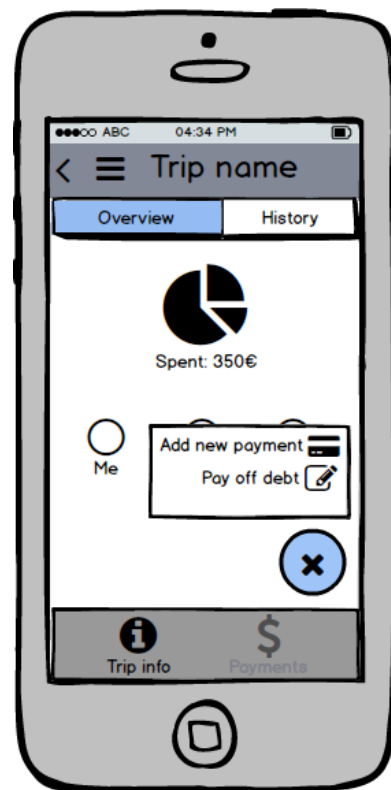 ABC 04:34 PM
Trip name
Overview History
Spent: 350€
Me
Add new payment
Pay off debt
Trip info Payments